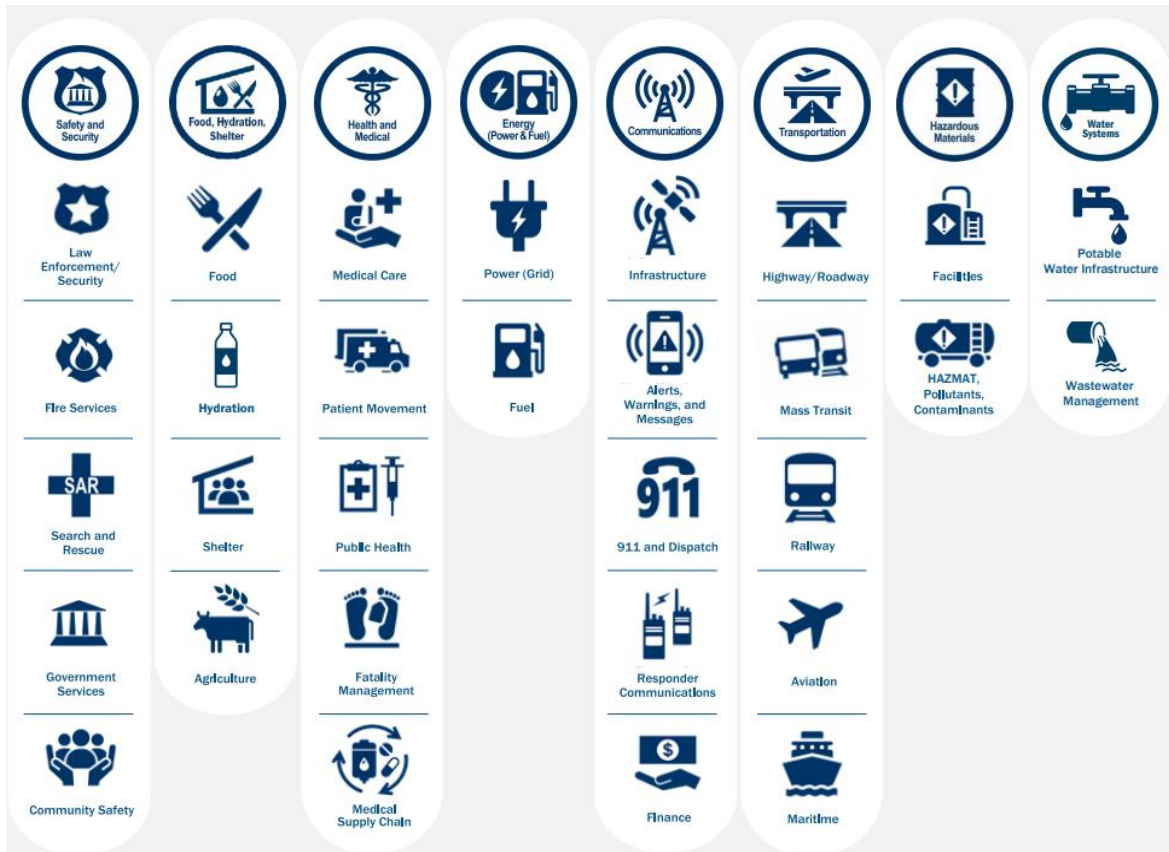 Safety and
Security
Food, Hydration,
Shelter
Health and
Medical
Energy
(Power & Fuel)
Communications
Transportation
Hazardous
Materials
Water
Systems
Law
Enforcement/
Security
Food
Medical Care
Power (Grid)
Infrastructure
Highway/Roadway
Facilities
Potable
Water Infrastructure
Fire Services
Hydration
Patient Movement
Fuel
Alerts,
Warnings, and
Messages
Mass Transit
HAZMAT,
Pollutants,
Contaminants
Wastewater
Management
SAR
Search and
Rescue
Shelter
Public Health
911
911 and Dispatch
Railway
Government
Services
Agriculture
Fatality
Management
Responder
Communications
Aviation
Community Safety
Medical
Supply Chain
$
Finance
Maritime